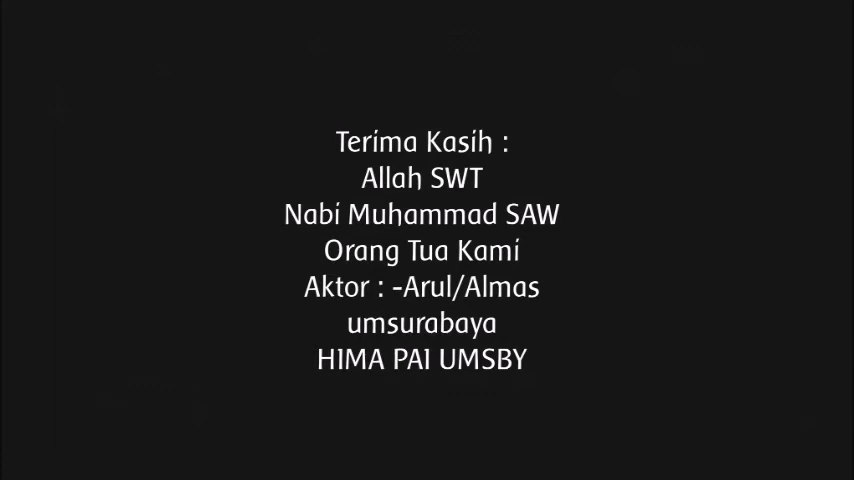 Terima Kasih :
Allah SWT
Nabi Muhammad SAW
Orang Tua Kami
Aktor : -Arul/Almas
umsurabaya
HIMA PAI UMSBY